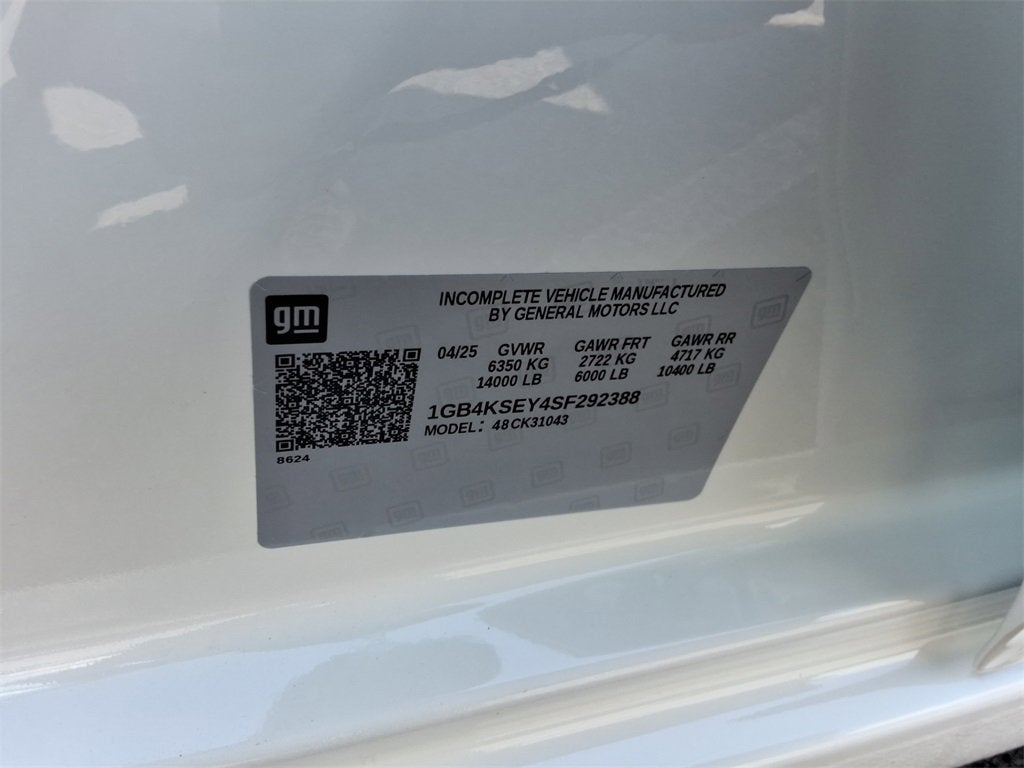 gm
INCOMPLETE VEHICLE MANUFACTURED
BY GENERAL MOTORS LLC
04/25 GVWR GAWR FRT GAWR RR
6350 KG 2722 KG 4717 KG
14000 LB 6000 LB 10400 LB
1GB4KSEY4SF292388
MODEL: 48CK31043
8624